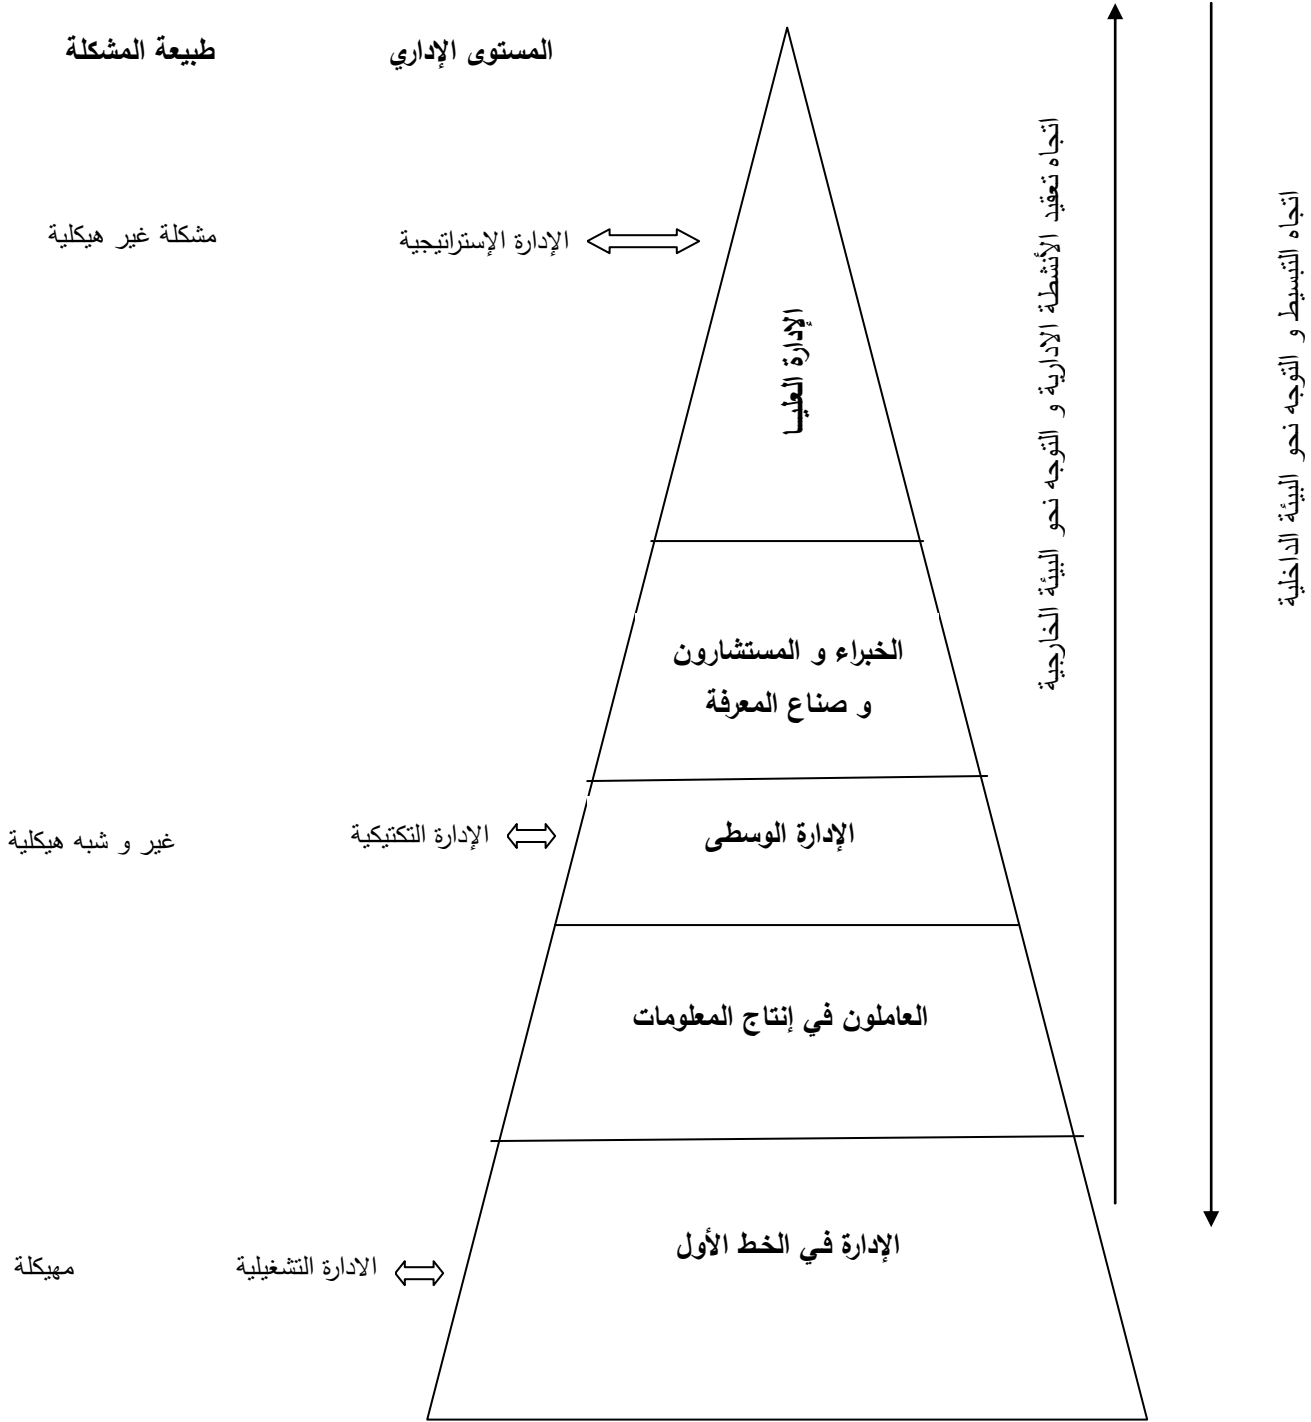 المستوى الإداري
طبيعة المشكلة
الإدارة الإستراتيجية
مشكلة غير هيكلية
الإدارة العليا
الخبراء و المستشارون
و صناع المعرفة
الإدارة الوسطى
الإدارة التكتيكية
غير و شبه هيكلية
العاملون في إنتاج المعلومات
الإدارة في الخط الأول
الادارة التشغيلية
مهيكلة
اتجاه تعقيد الأنشطة الادارية و التوجه نحو البيئة الخارجية
اتجاه التبسيط و التوجه نحو البيئة الداخلية